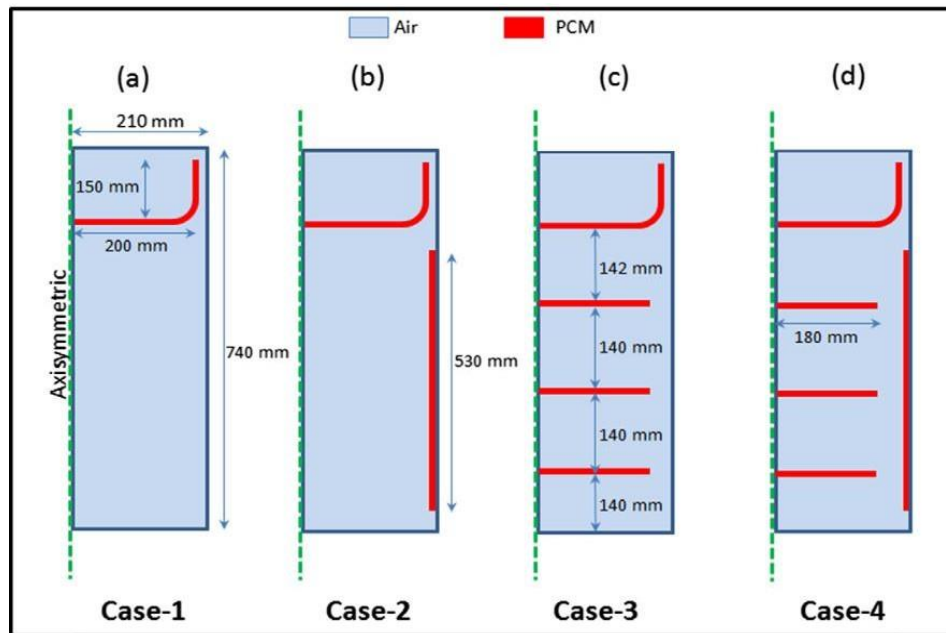 Air PCM
(a) (b) (c) (d)
210 mm
150 mm
200 mm
142 mm
Axisymmetric
740 mm
530 mm
140 mm
180 mm
140 mm
140 mm
Case-1 Case-2 Case-3 Case-4